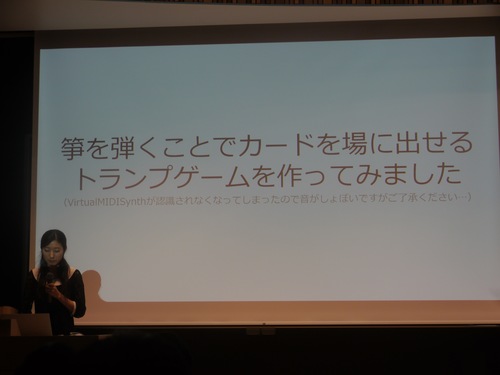 箏を弾くことでカードを場に出せる
トランプゲームを作ってみました
（VirtualMIDISynthが認識されなくなってしまったので音がしょぼいですがご了承ください…）